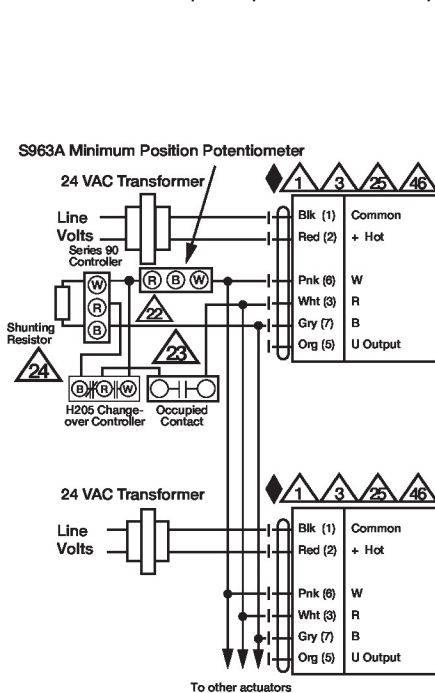 S963A Minimum Position Potentiometer
24 VAC Transformer
1 3 25 46
Line
Volts
Blk (1) Common
Red (2) + Hot
Series 90
Controller
W
R
B
R B W
Pnk (6) W
Wht (3) R
Gry (7) B
Org (5) U Output
22
Shunting
Resistor
23
24
B R W
H205 Change-
over Controller
Occupied
Contact
24 VAC Transformer
1 3 25 46
Line
Volts
Blk (1) Common
Red (2) + Hot
Pnk (6) W
Wht (3) R
Gry (7) B
Org (5) U Output
To other actuators